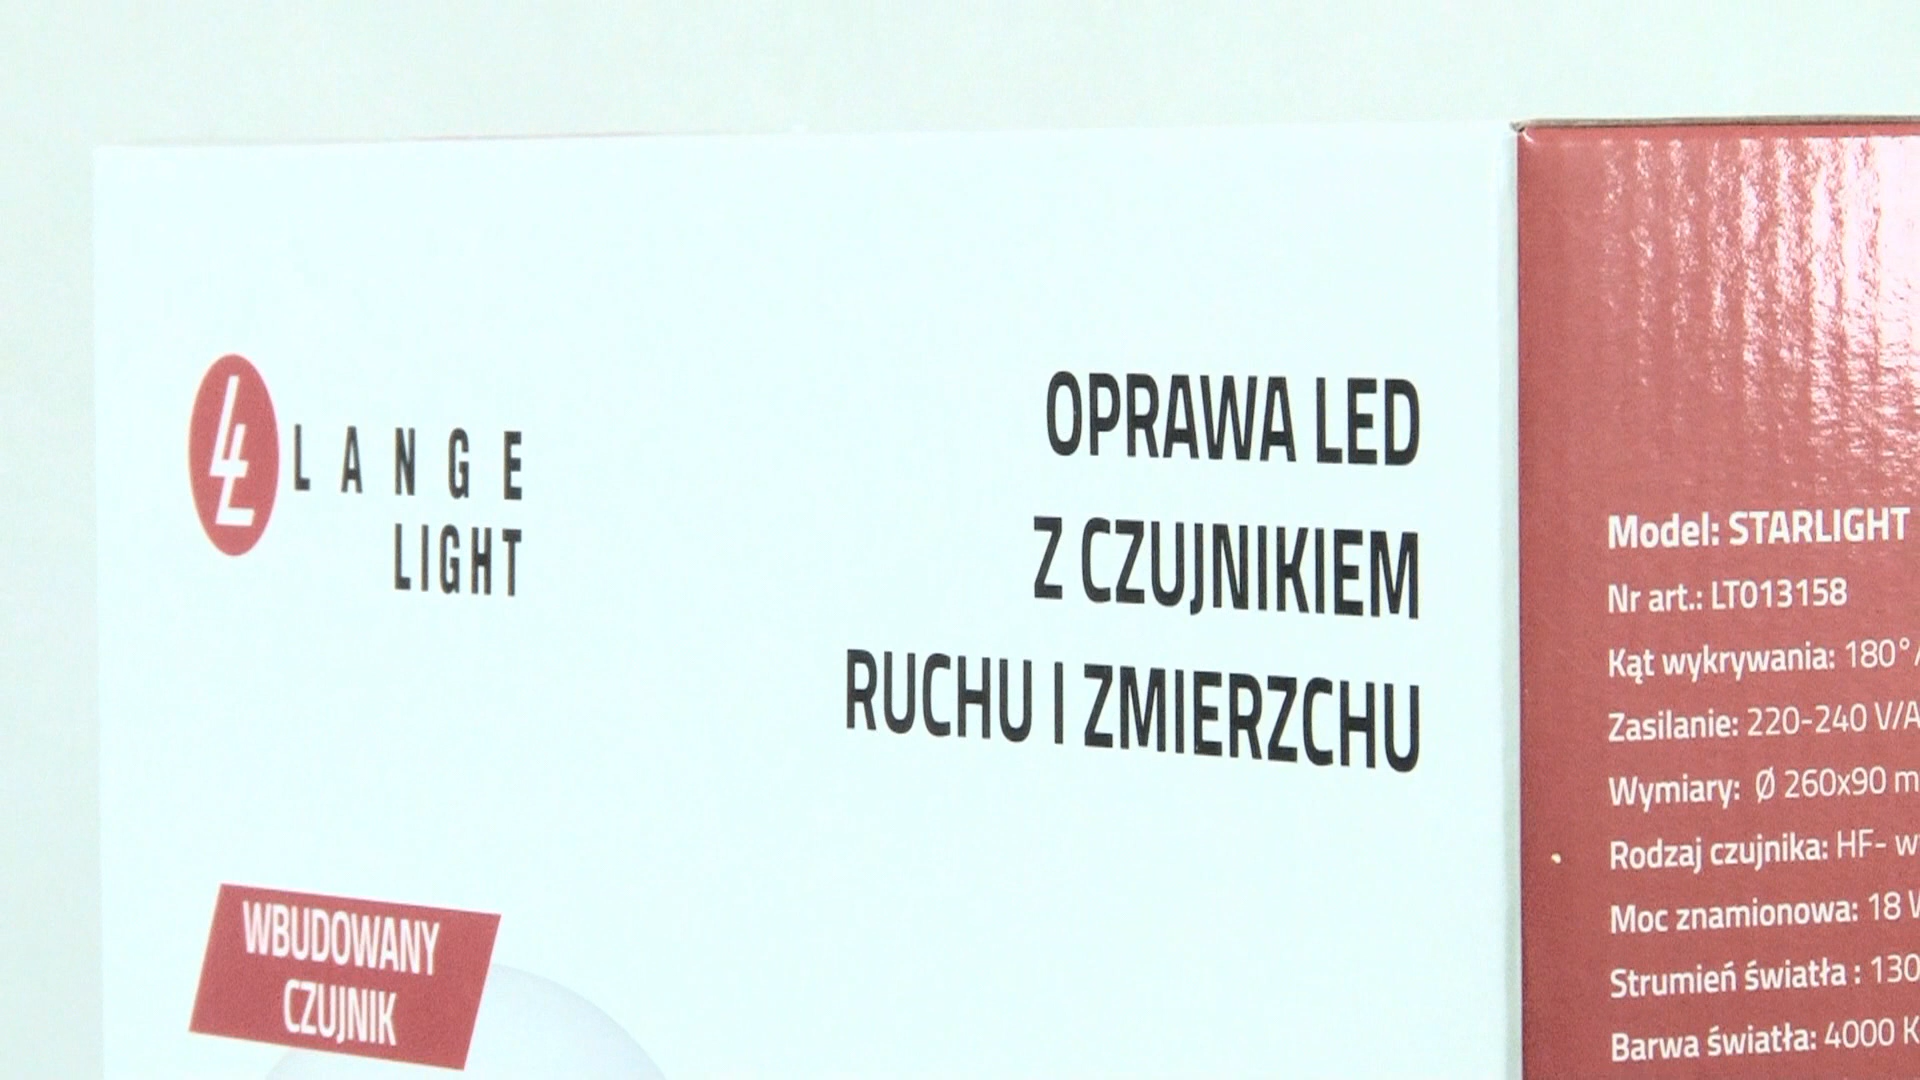 LANGE
LIGHT
OPRAWA LED
Z CZUJNIKIEM
RUCHU I ZMIERZCHU
WBUDOWANY
CZUJNIK
Model: STARLIGHT
Nr art.: LT013158
Kąt wykrywania: 180°/
Zasilanie: 220-240 V/A
Wymiary: Ø 260x90 m
Rodzaj czujnika: HF- w
Moc znamionowa: 18 W
Strumień światła : 130
Barwa światła: 4000 K